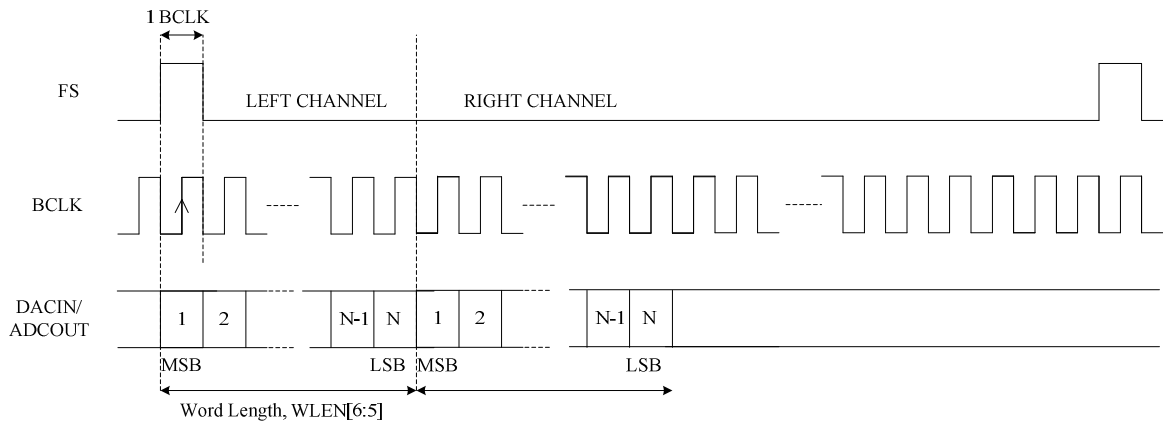 1 BCLK
FS
LEFT CHANNEL
RIGHT CHANNEL
BCLK
DACIN/
ADCOUT
1
2
N-1
N
1
2
N-1
N
MSB
LSB
MSB
LSB
Word Length, WLEN[6:5]